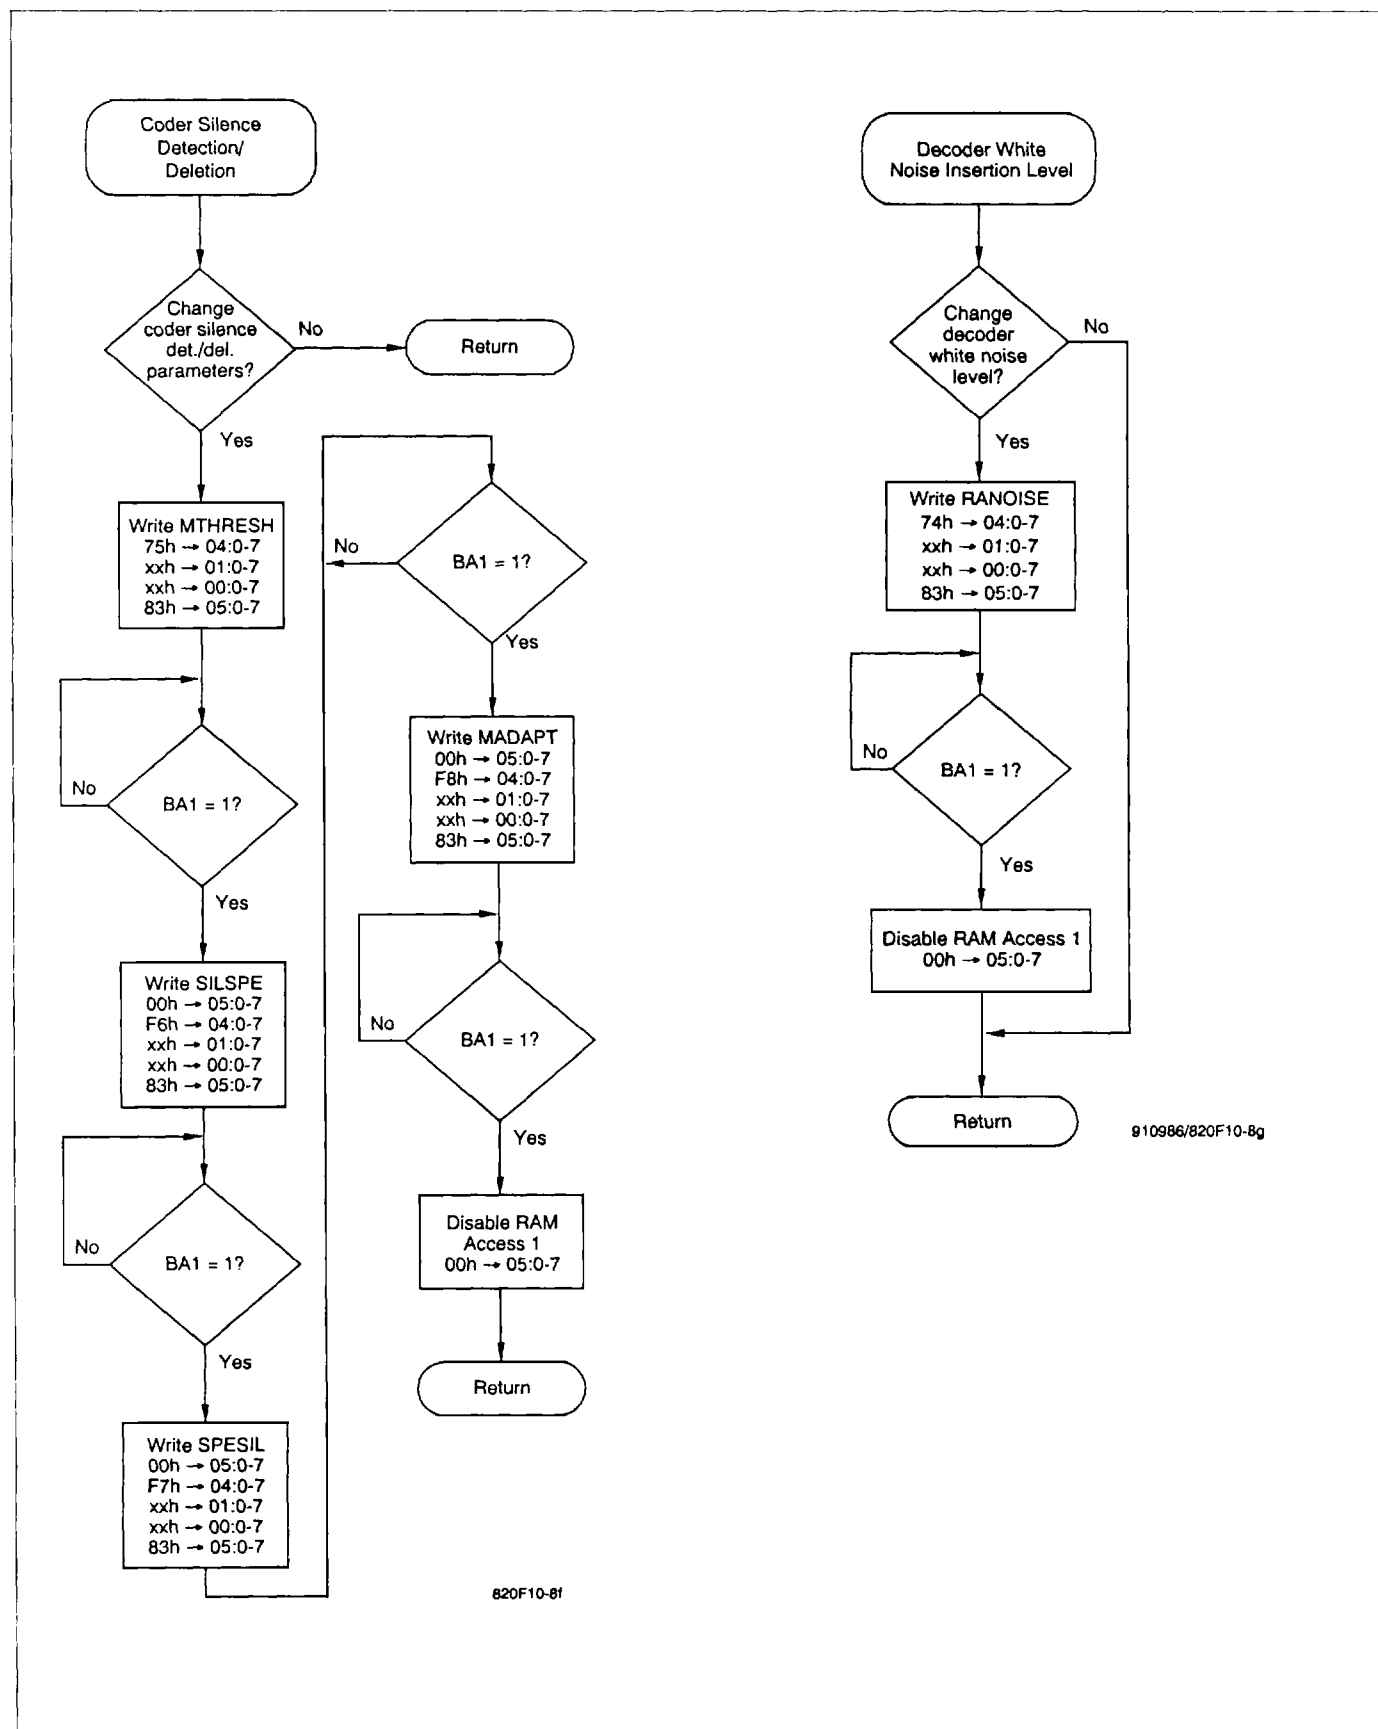 Coder Silence
Detection/
Deletion
Change
coder silence
det./del.
parameters?
No
Return
Yes
Write MTHRESH
75h → 04:0-7
xxh → 01:0-7
xxh → 00:0-7
83h → 05:0-7
No
BA1 = 1?
Yes
Write SILSPE
00h → 05:0-7
F6h → 04:0-7
xxh → 01:0-7
xxh → 00:0-7
83h → 05:0-7
No
BA1 = 1?
Yes
Write SPESIL
00h → 05:0-7
F7h → 04:0-7
xxh → 01:0-7
xxh → 00:0-7
83h → 05:0-7
No
BA1 = 1?
Yes
Write MADAPT
00h → 05:0-7
F8h → 04:0-7
xxh → 01:0-7
xxh → 00:0-7
83h → 05:0-7
No
BA1 = 1?
Yes
Disable RAM
Access 1
00h → 05:0-7
Return
820F10-8f
Decoder White
Noise Insertion Level
Change
decoder
white noise
level?
No
Yes
Write RANOISE
74h → 04:0-7
xxh → 01:0-7
xxh → 00:0-7
83h → 05:0-7
No
BA1 = 1?
Yes
Disable RAM Access 1
00h → 05:0-7
Return
910986/820F10-8g